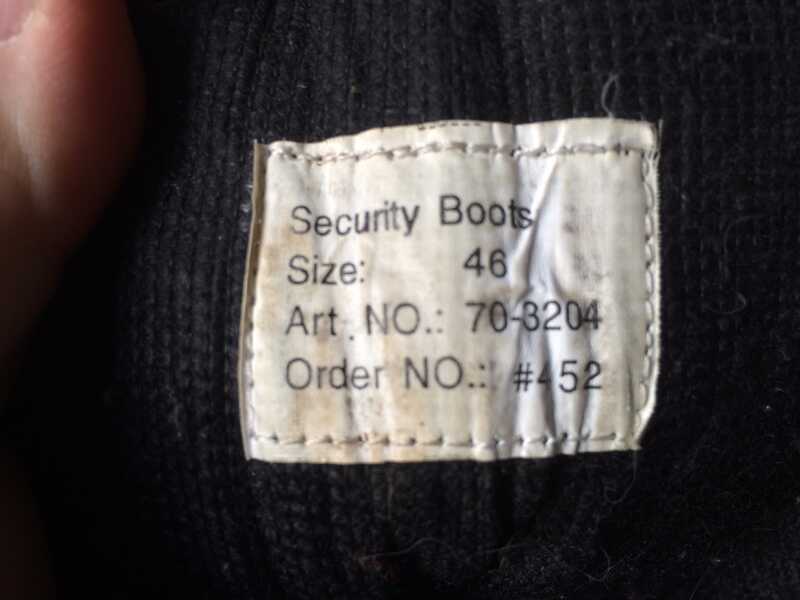 Security Boots
Size: 46
Art. NO.: 70-3204
Order NO.: #452